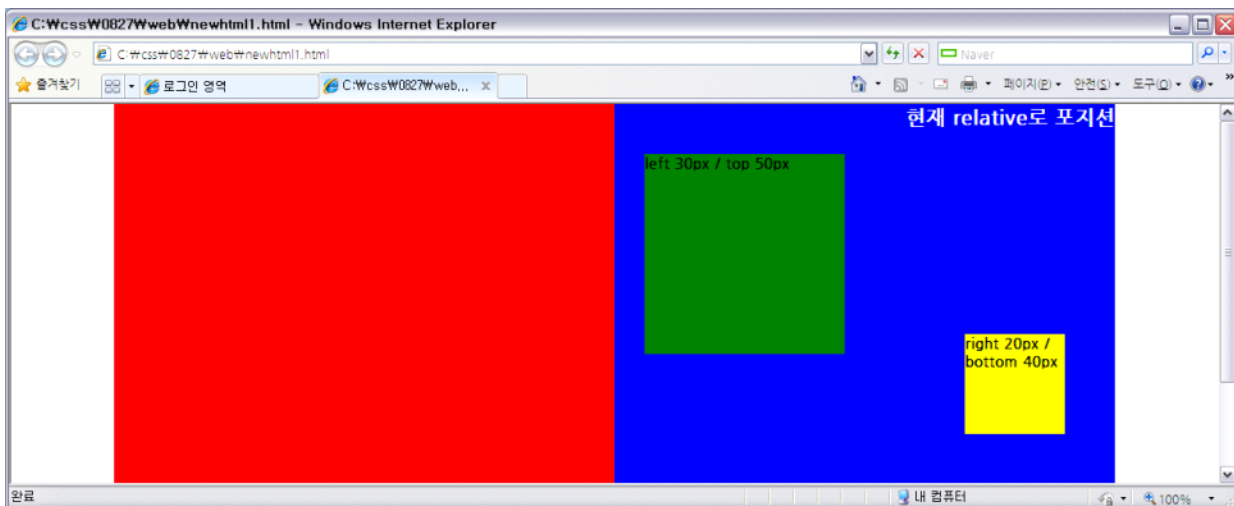 C:₩css₩0827₩web₩newhtml1.html - Windows Internet Explorer
C:₩css₩0827₩web₩newhtml1.html
Naver
즐겨찾기
로그인 영역
C:₩css₩0827₩web,,,
x
페이지(P)
안전(S)
도구(O)
현재 relative로 포지션
left 30px / top 50px
right 20px /
bottom 40px
완료
내 컴퓨터
100%